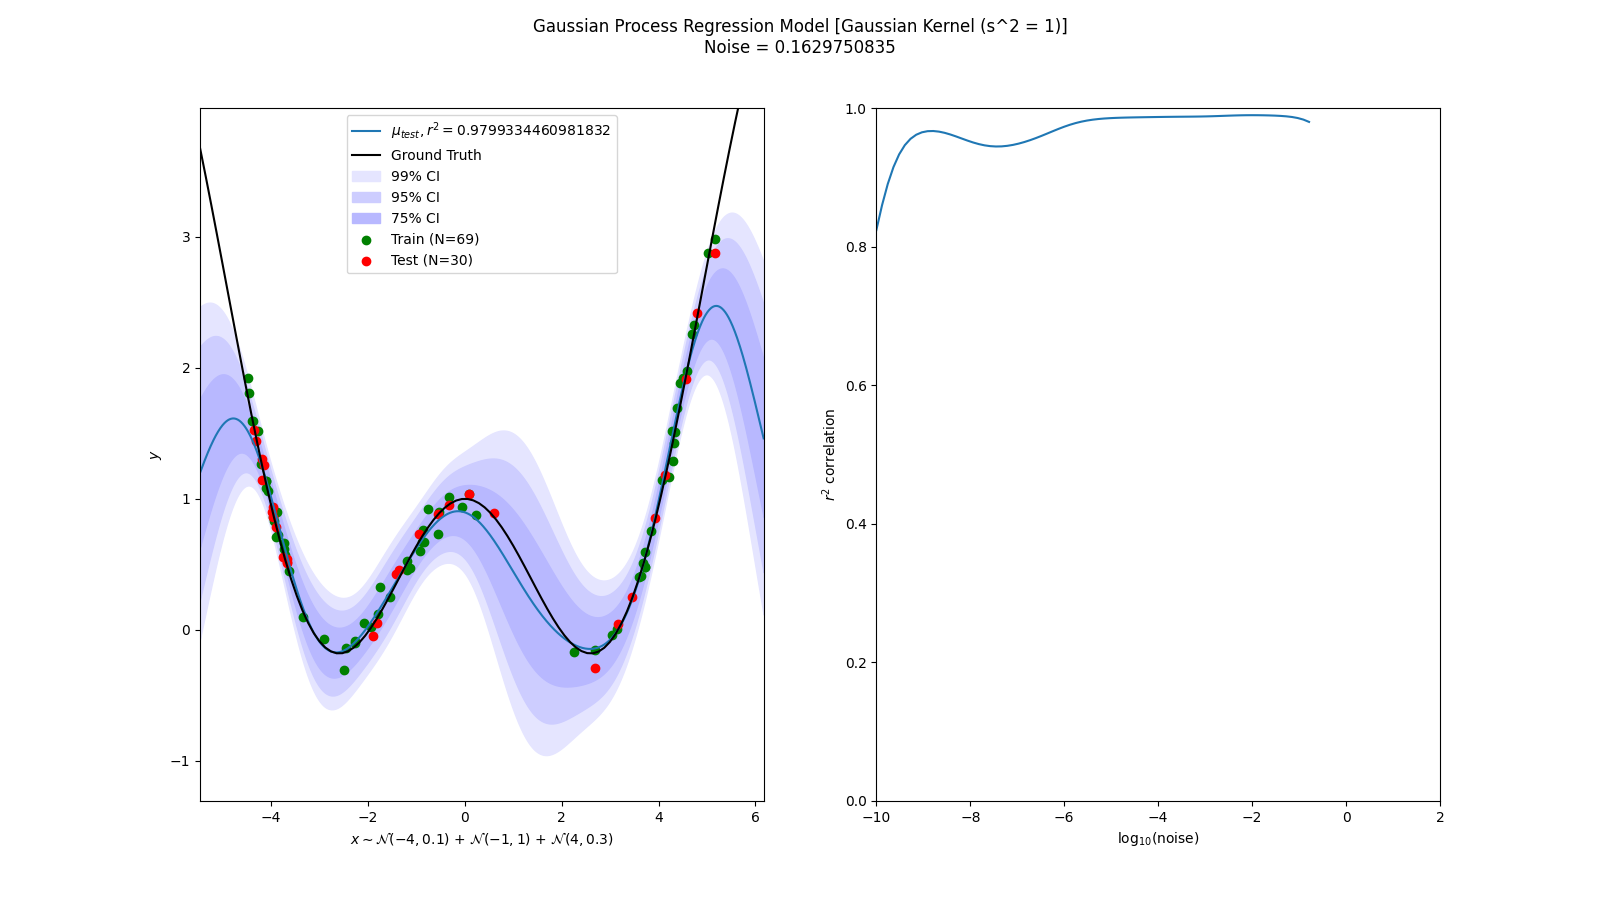 Gaussian Process Regression Model [Gaussian Kernel (s^2 = 1)]
Noise = 0.1629750835
μtest, r² = 0.9799334460981832
Ground Truth
99% CI
95% CI
75% CI
Train (N=69)
Test (N=30)
3
2
1
0
−1
y
−4 −2 0 2 4 6
x ~ 𝒩(−4, 0.1) + 𝒩(−1, 1) + 𝒩(4, 0.3)
1.0
0.8
0.6
0.4
0.2
0.0
r² correlation
−10 −8 −6 −4 −2 0 2
log₁₀(noise)